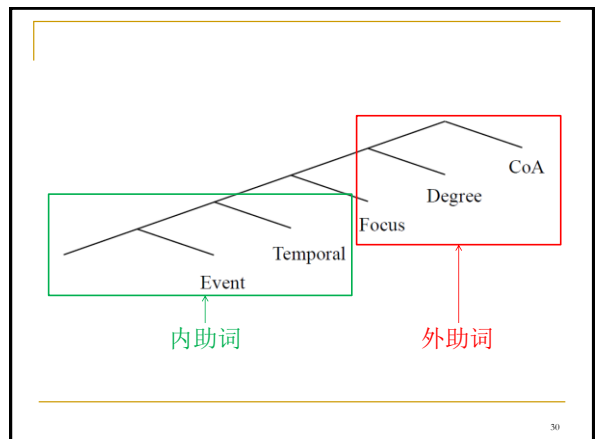 CoA
Degree
Focus
Temporal
Event
内助词
外助词
30